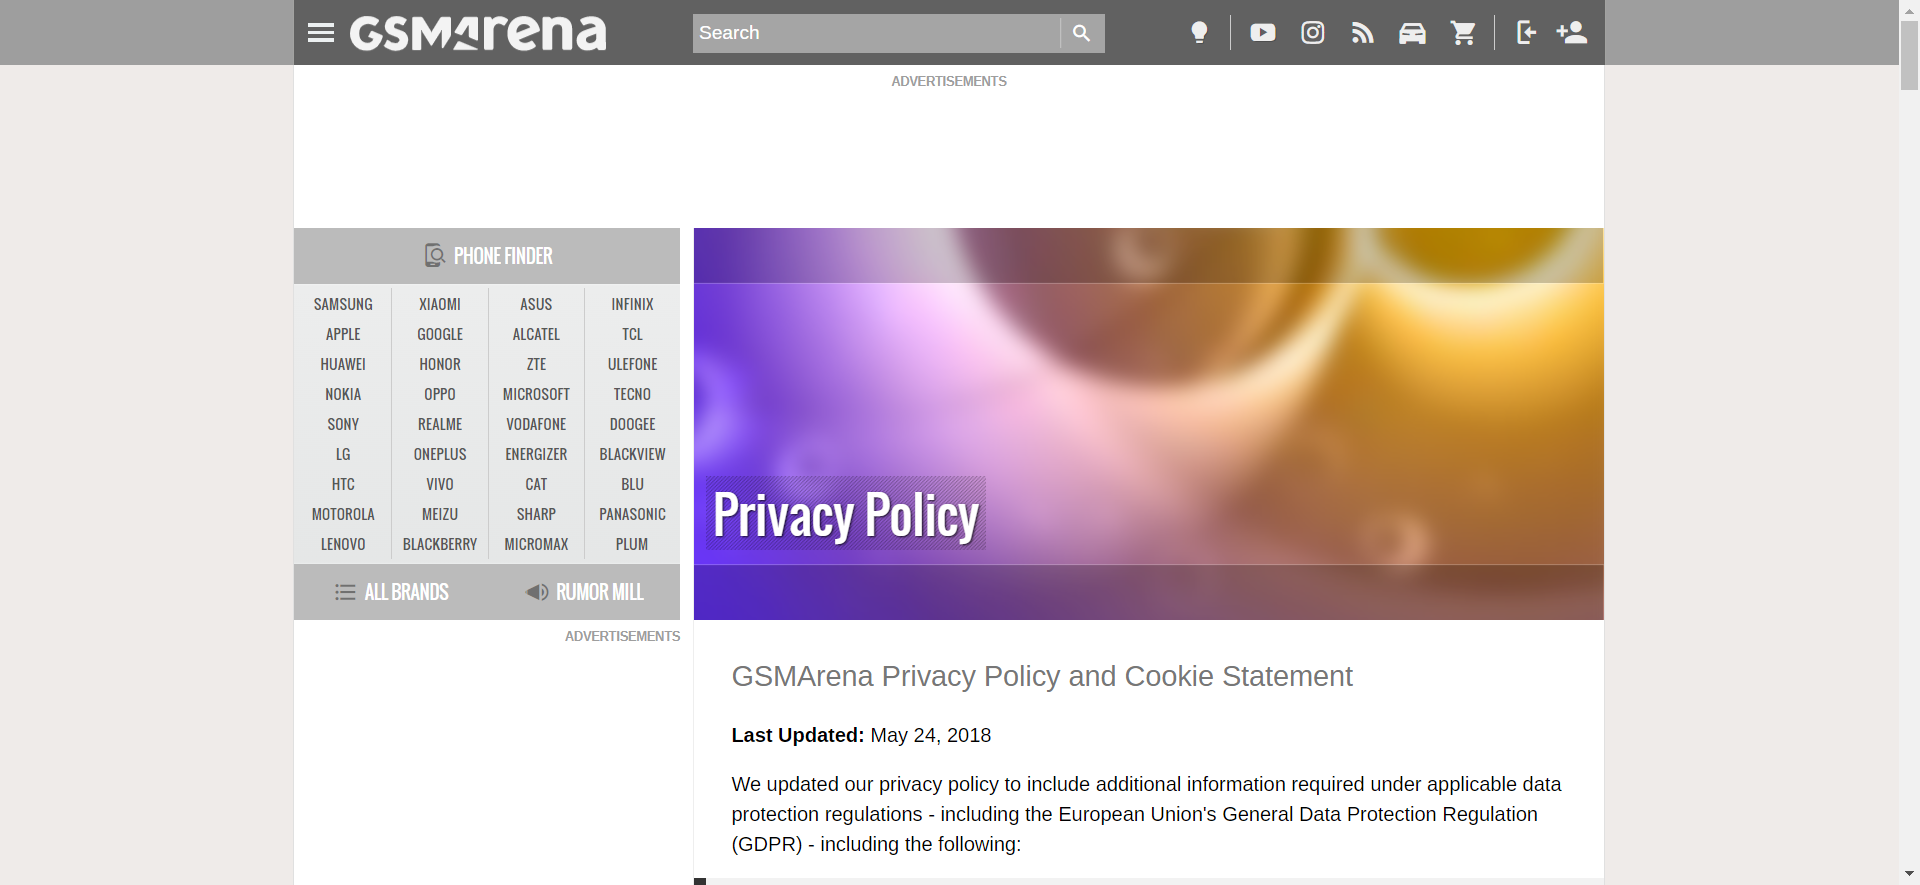 GSMArena
Search
ADVERTISEMENTS
PHONE FINDER
SAMSUNG XIAOMI ASUS INFINIX
APPLE GOOGLE ALCATEL TCL
HUAWEI HONOR ZTE ULEFONE
NOKIA OPPO MICROSOFT TECNO
SONY REALME VODAFONE DOOGEE
LG ONEPLUS ENERGIZER BLACKVIEW
HTC VIVO CAT BLU
MOTOROLA MEIZU SHARP PANASONIC
LENOVO BLACKBERRY MICROMAX PLUM
ALL BRANDS RUMOR MILL
ADVERTISEMENTS
Privacy Policy
GSMArena Privacy Policy and Cookie Statement
Last Updated: May 24, 2018
We updated our privacy policy to include additional information required under applicable data
protection regulations - including the European Union's General Data Protection Regulation
(GDPR) - including the following: